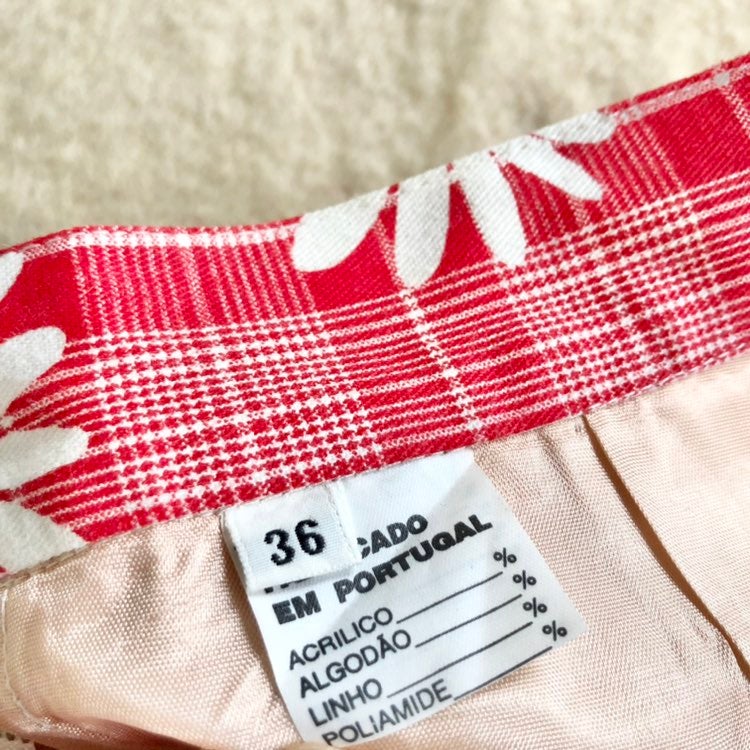 36
CADO
EM PORTUGAL
ACRILICO %
ALGODÃO %
LINHO %
POLIAMIDE %